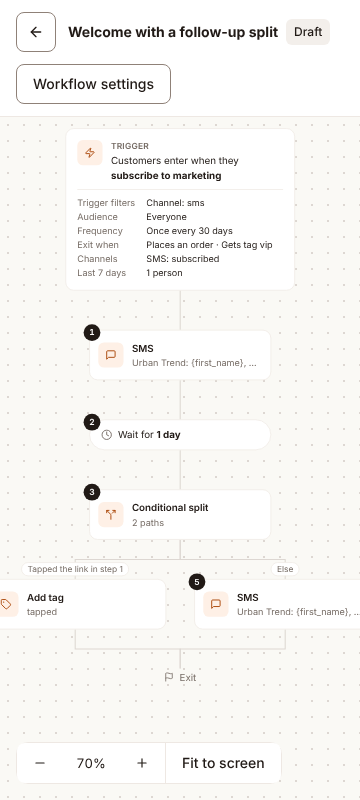 Welcome with a follow-up split
Draft
Workflow settings
TRIGGER
Customers enter when they
subscribe to marketing
Trigger filters Channel: sms
Audience Everyone
Frequency Once every 30 days
Exit when Places an order · Gets tag vip
Channels SMS: subscribed
Last 7 days 1 person
1
SMS
Urban Trend: {first_name}, ...
2
Wait for 1 day
3
Conditional split
2 paths
Tapped the link in step 1
Else
Add tag
tapped
5
SMS
Urban Trend: {first_name}, ...
Exit
− 70% +
Fit to screen